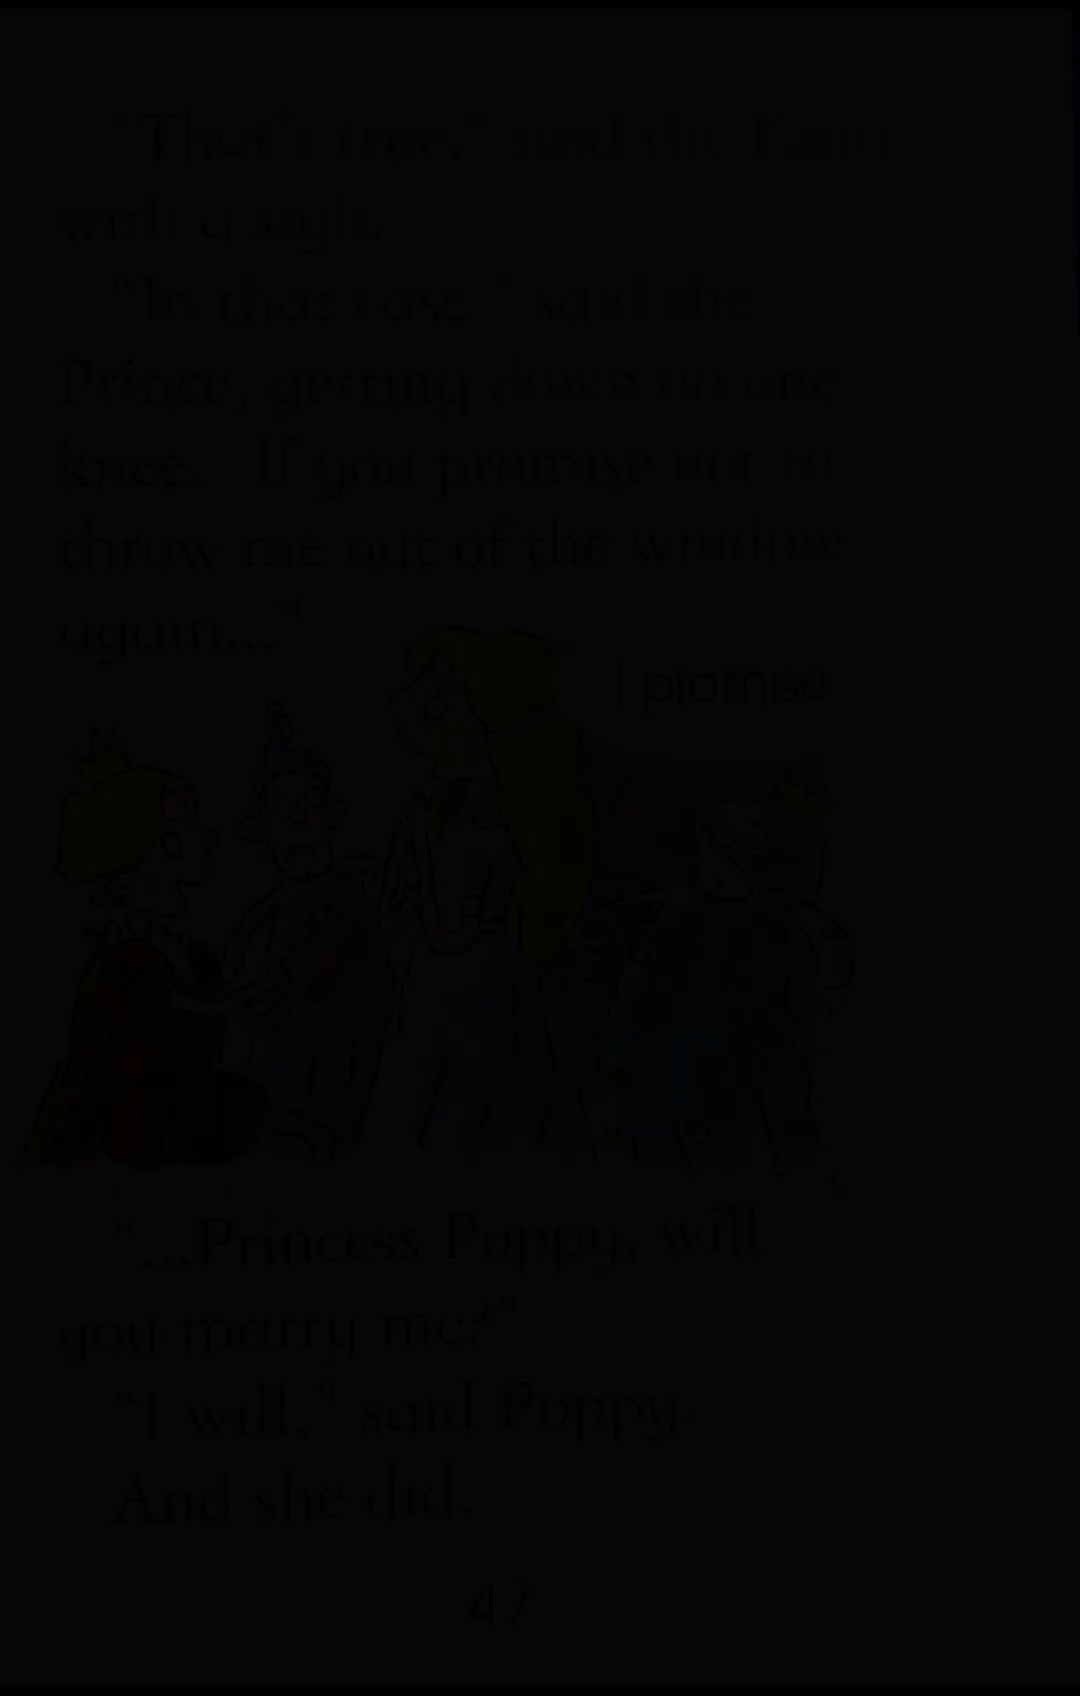 "That's true," said the King
with a sigh.
"In that case," said the
Prince, getting down on one
knee. "If you promise not to
throw me out of the window
again..."
I promise
"...Princess Poppy, will
you marry me?"
"I will," said Poppy.
And she did.
47